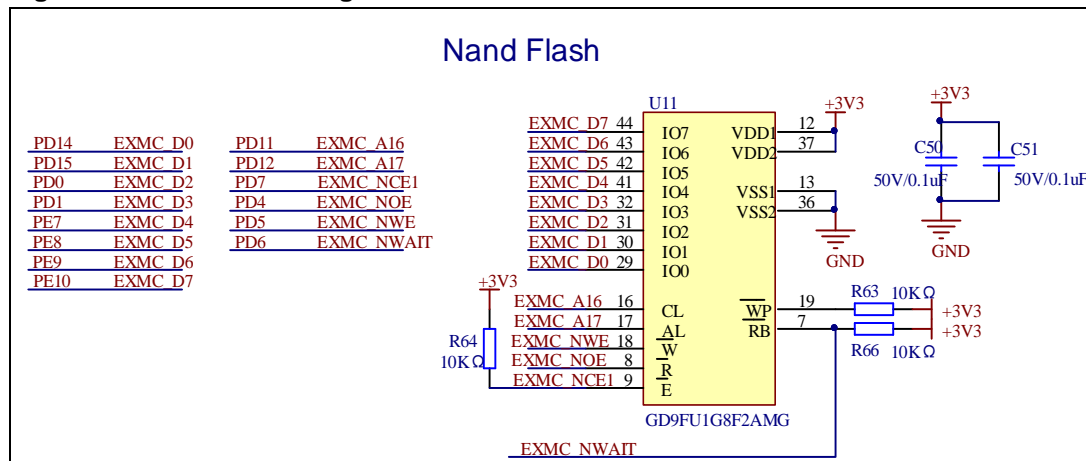 Nand Flash
PD14 EXMC_D0
PD15 EXMC_D1
PD0 EXMC_D2
PD1 EXMC_D3
PE7 EXMC_D4
PE8 EXMC_D5
PE9 EXMC_D6
PE10 EXMC_D7
PD11 EXMC_A16
PD12 EXMC_A17
PD7 EXMC_NCE1
PD4 EXMC_NOE
PD5 EXMC_NWE
PD6 EXMC_NWAIT
U11
EXMC_D7 44 IO7
EXMC_D6 43 IO6
EXMC_D5 42 IO5
EXMC_D4 41 IO4
EXMC_D3 32 IO3
EXMC_D2 31 IO2
EXMC_D1 30 IO1
EXMC_D0 29 IO0
EXMC_A16 16 CL
EXMC_A17 17 AL
EXMC_NWE 18 W
EXMC_NOE 8 R
EXMC_NCE1 9 E
+3V3
R64
10KΩ
VDD1 12
VDD2 37
+3V3
VSS1 13
VSS2 36
GND
WP 19 R63 10KΩ +3V3
RB 7 R66 10KΩ +3V3
GD9FU1G8F2AMG
EXMC_NWAIT
+3V3
C50
50V/0.1uF
C51
50V/0.1uF
GND